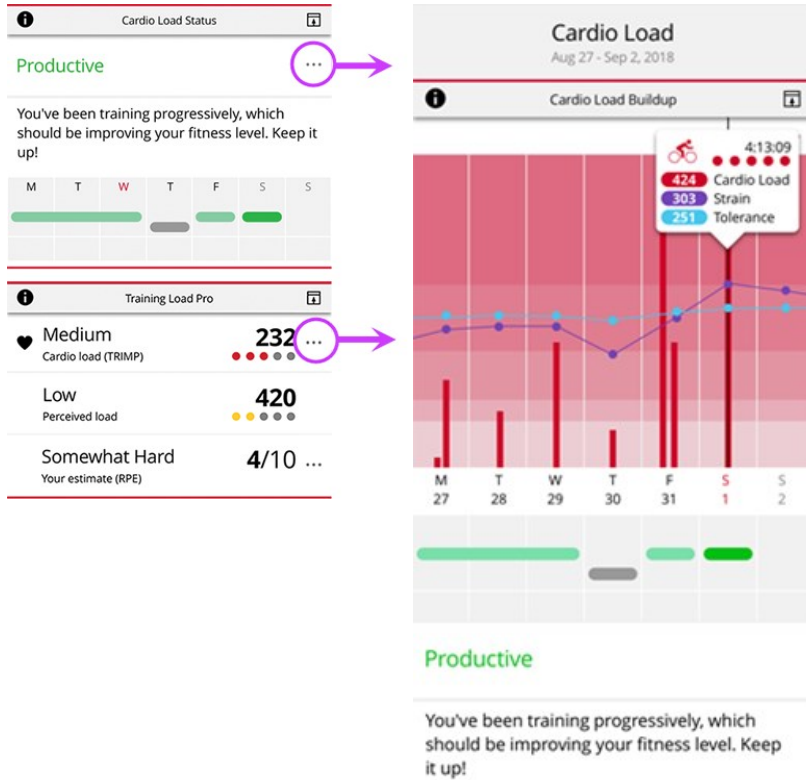 Cardio Load Status
Productive
...
You've been training progressively, which
should be improving your fitness level. Keep it
up!
M T W T F S S
Training Load Pro
Medium 232 ...
Cardio load (TRIMP)
Low 420
Perceived load
Somewhat Hard 4/10 ...
Your estimate (RPE)
Cardio Load
Aug 27 - Sep 2, 2018
Cardio Load Buildup
4:13:09
424 Cardio Load
303 Strain
251 Tolerance
M T W T F S S
27 28 29 30 31 1 2
Productive
You've been training progressively, which
should be improving your fitness level. Keep
it up!